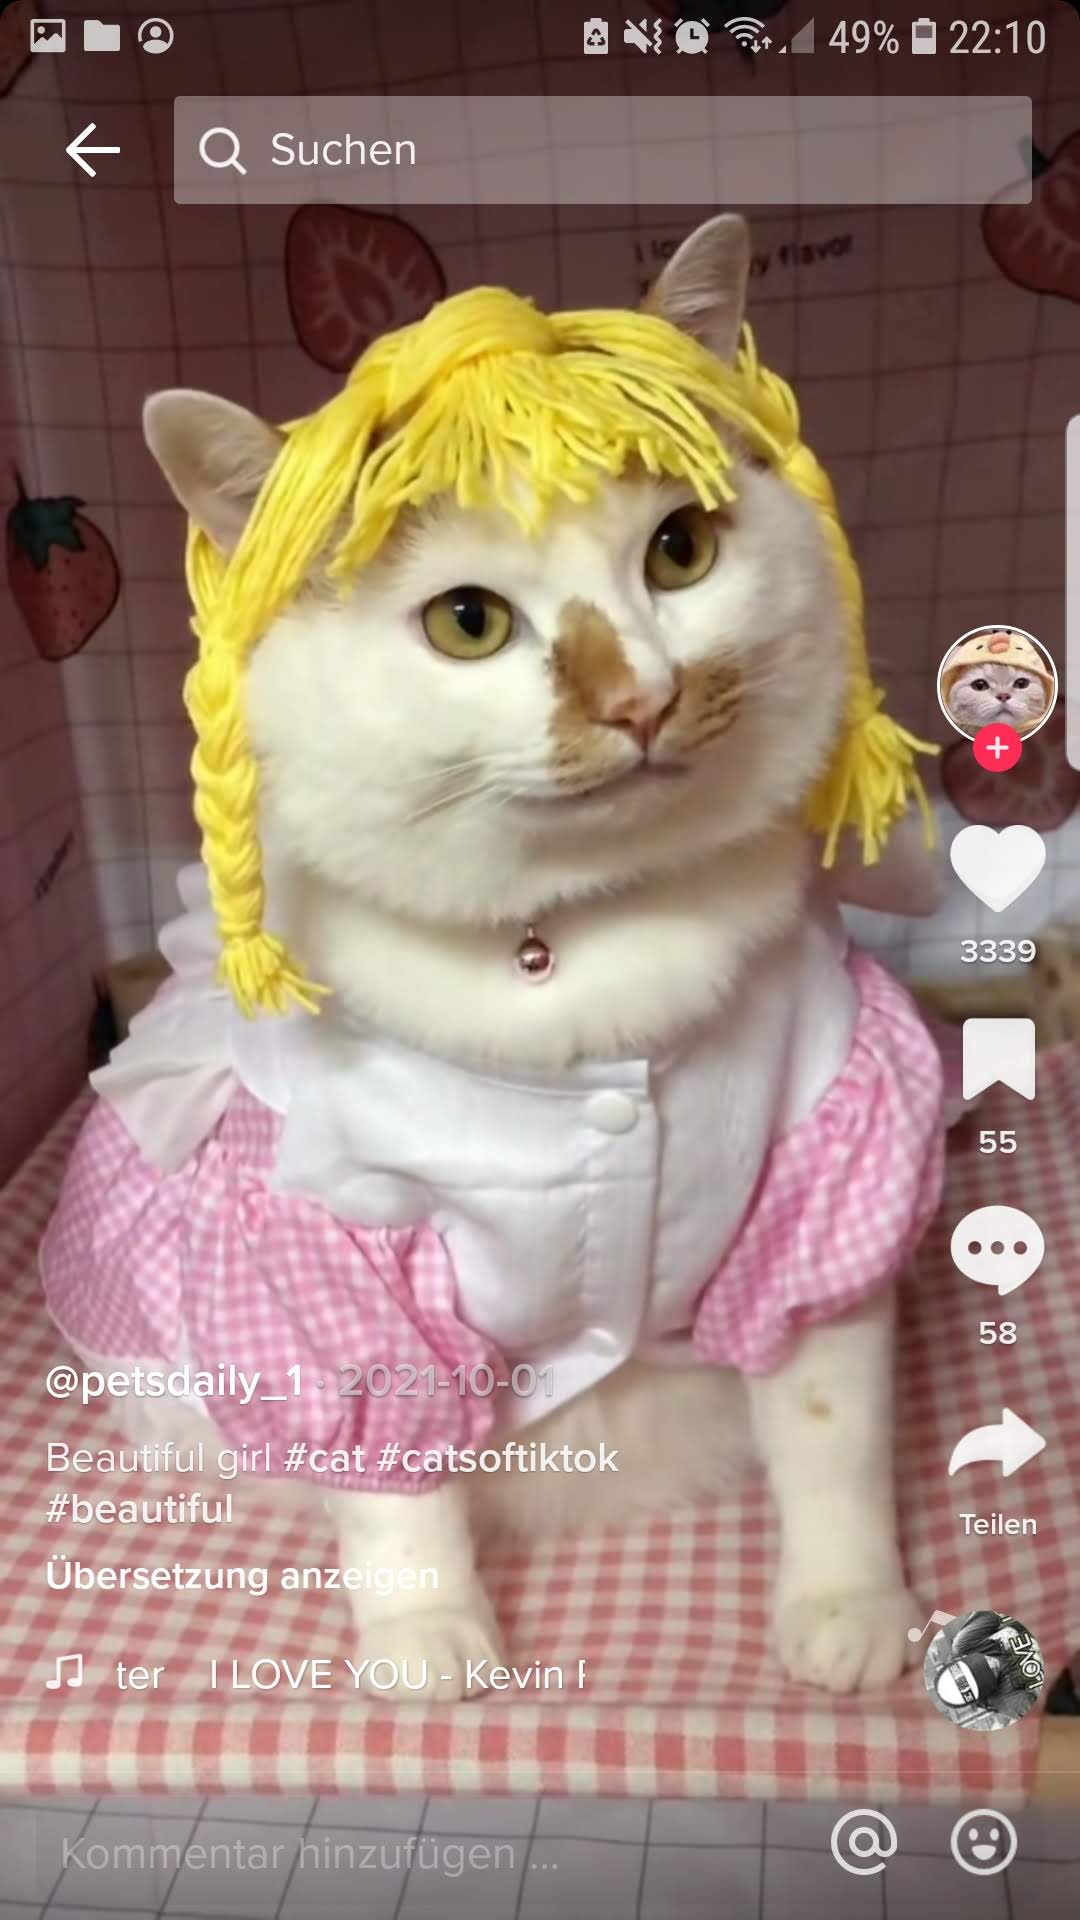 49% 22:10
Suchen
flavor
3339
55
58
@petsdaily_1 · 2021-10-01
Beautiful girl #cat #catsoftiktok
#beautiful
Teilen
Übersetzung anzeigen
ter I LOVE YOU - Kevin
Kommentar hinzufügen ...